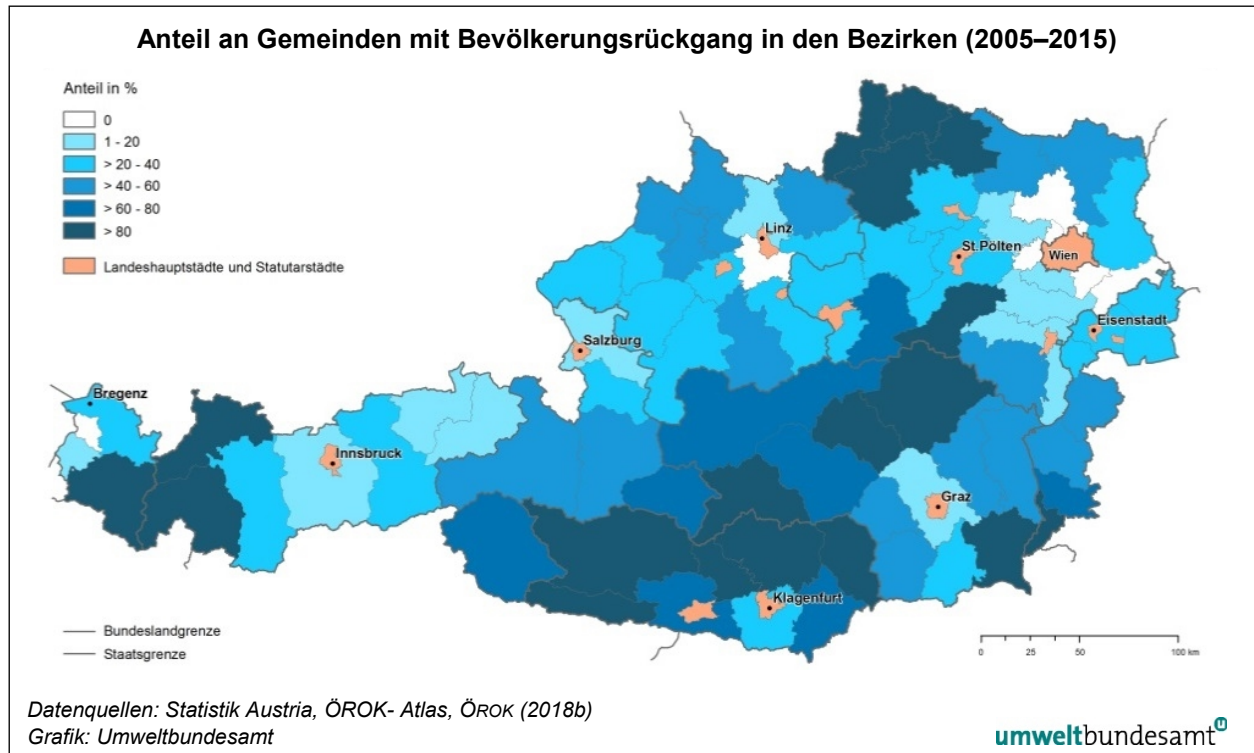 Anteil an Gemeinden mit Bevölkerungsrückgang in den Bezirken (2005–2015)
Anteil in %
0
1 - 20
> 20 - 40
> 40 - 60
> 60 - 80
> 80
Landeshauptstädte und Statutarstädte
Linz
St.Pölten
Wien
Eisenstadt
Salzburg
Bregenz
Innsbruck
Graz
Klagenfurt
Bundeslandgrenze
Staatsgrenze
0 25 50 100 km
Datenquellen: Statistik Austria, ÖROK- Atlas, ÖROK (2018b)
Grafik: Umweltbundesamt
umweltbundesamt u